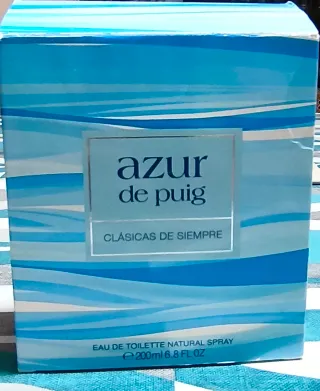 azur
de puig
CLÁSICAS DE SIEMPRE
EAU DE TOILETTE NATURAL SPRAY
℮200ml 6.8 FL OZ